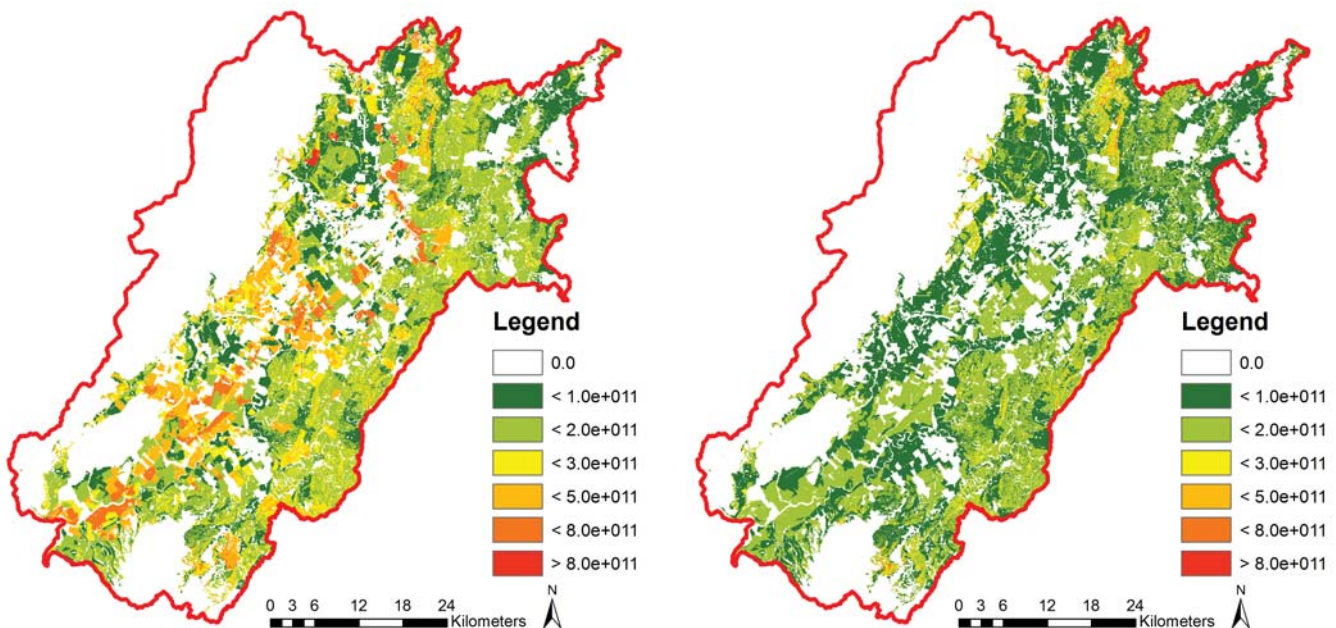 Legend
0.0
< 1.0e+011
< 2.0e+011
< 3.0e+011
< 5.0e+011
< 8.0e+011
> 8.0e+011
0 3 6 12 18 24
Kilometers
N
Legend
0.0
< 1.0e+011
< 2.0e+011
< 3.0e+011
< 5.0e+011
< 8.0e+011
> 8.0e+011
0 3 6 12 18 24
Kilometers
N